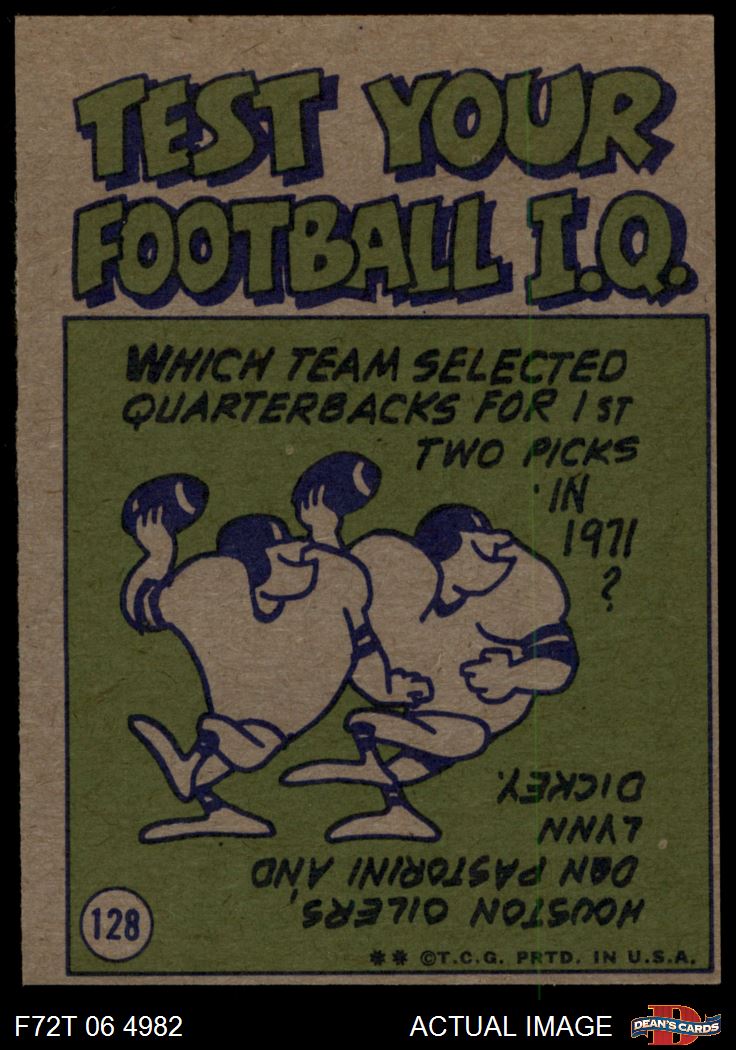 TEST YOUR
FOOTBALL I.Q.
WHICH TEAM SELECTED
QUARTERBACKS FOR 1ST
TWO PICKS
IN
1971
?
HOUSTON OILERS,
DAN PASTORINI AND
LYNN
DICKEY.
128
** ©T.C.G. PRTD. IN U.S.A.
F72T 06 4982
ACTUAL IMAGE
DEAN'S CARDS